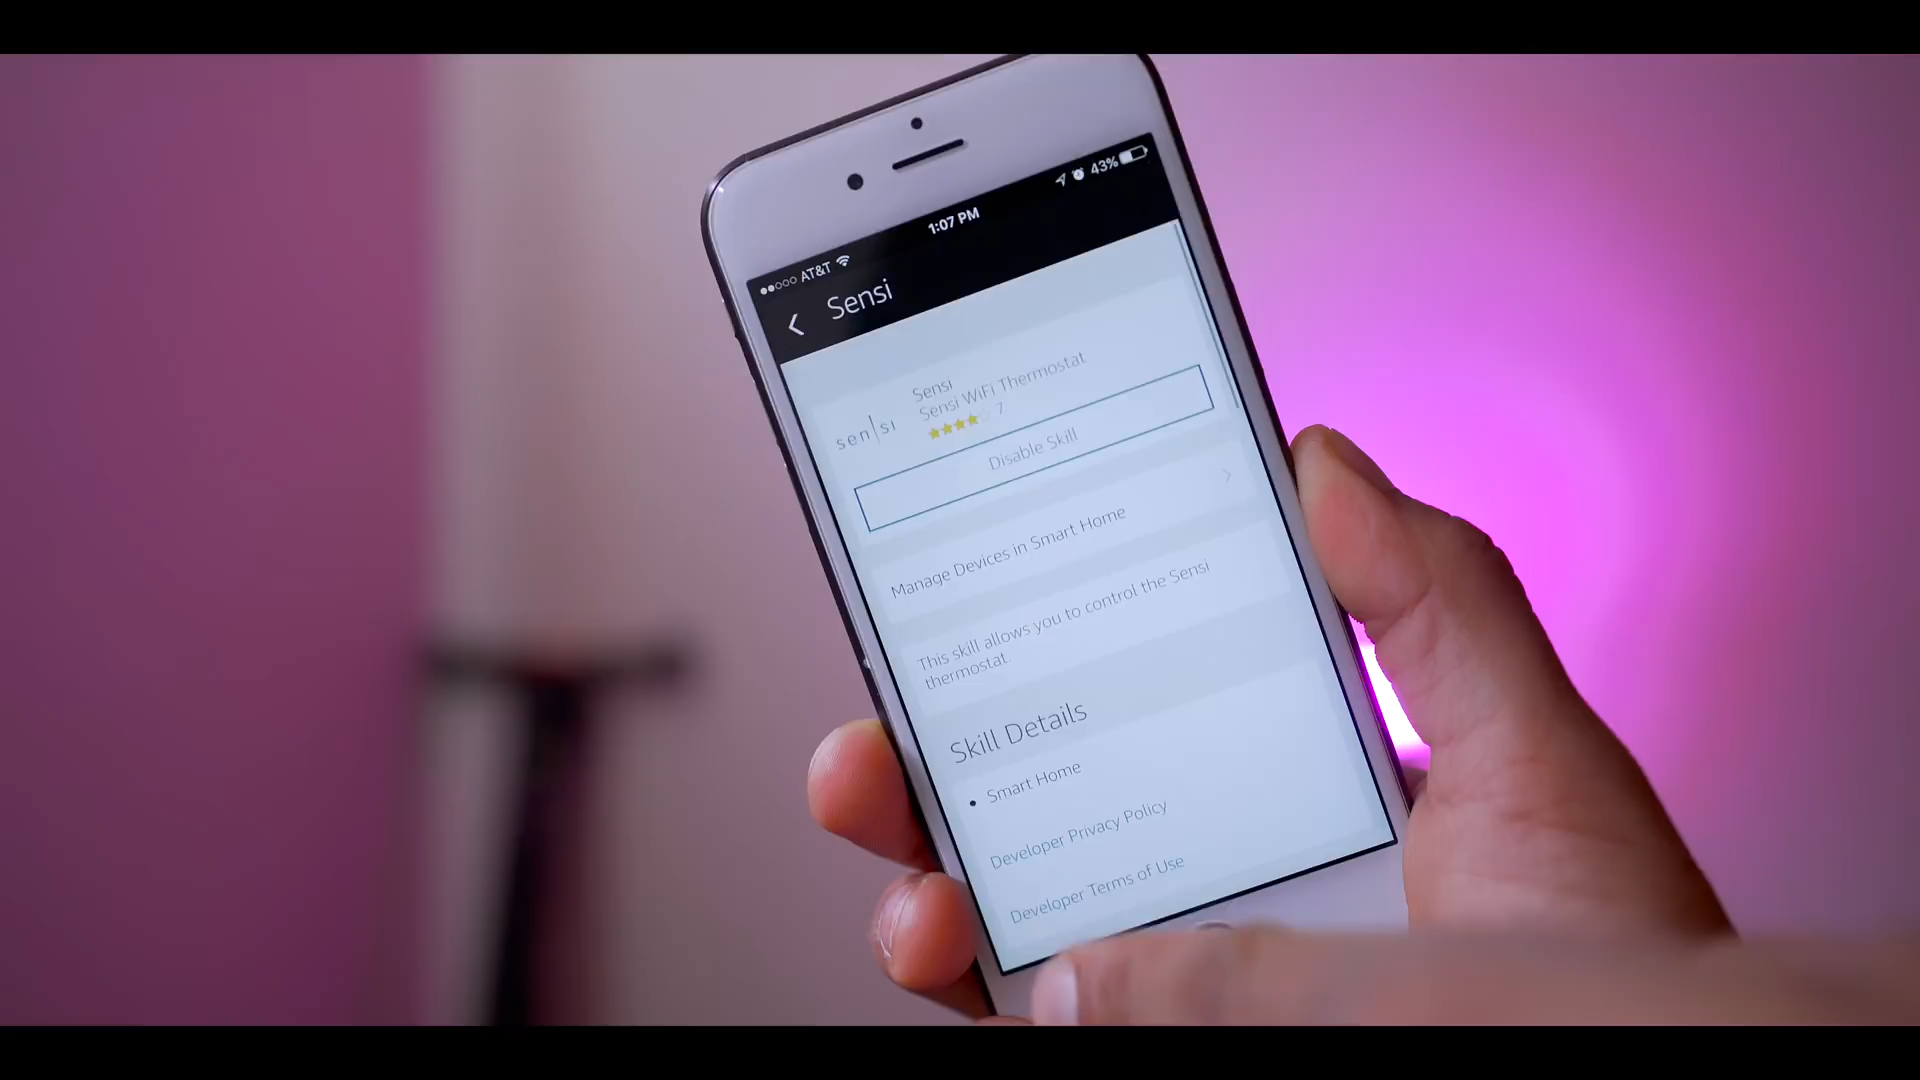 AT&T
1:07 PM
43%
Sensi
sensi
Sensi
Sensi WiFi Thermostat
7
Disable Skill
Manage Devices in Smart Home
This skill allows you to control the Sensi
thermostat.
Skill Details
• Smart Home
Developer Privacy Policy
Developer Terms of Use